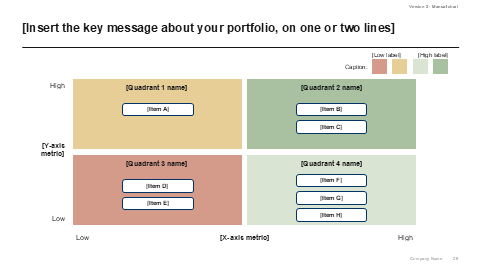 Version 3 - Manual chart
[Insert the key message about your portfolio, on one or two lines]
[Low label]
[High label]
Caption:
High
[Quadrant 1 name]
[Item A]
[Quadrant 2 name]
[Item B]
[Item C]
[Y-axis
metric]
[Quadrant 3 name]
[Item D]
[Item E]
[Quadrant 4 name]
[Item F]
[Item G]
[Item H]
Low
Low
[X-axis metric]
High
Company Name